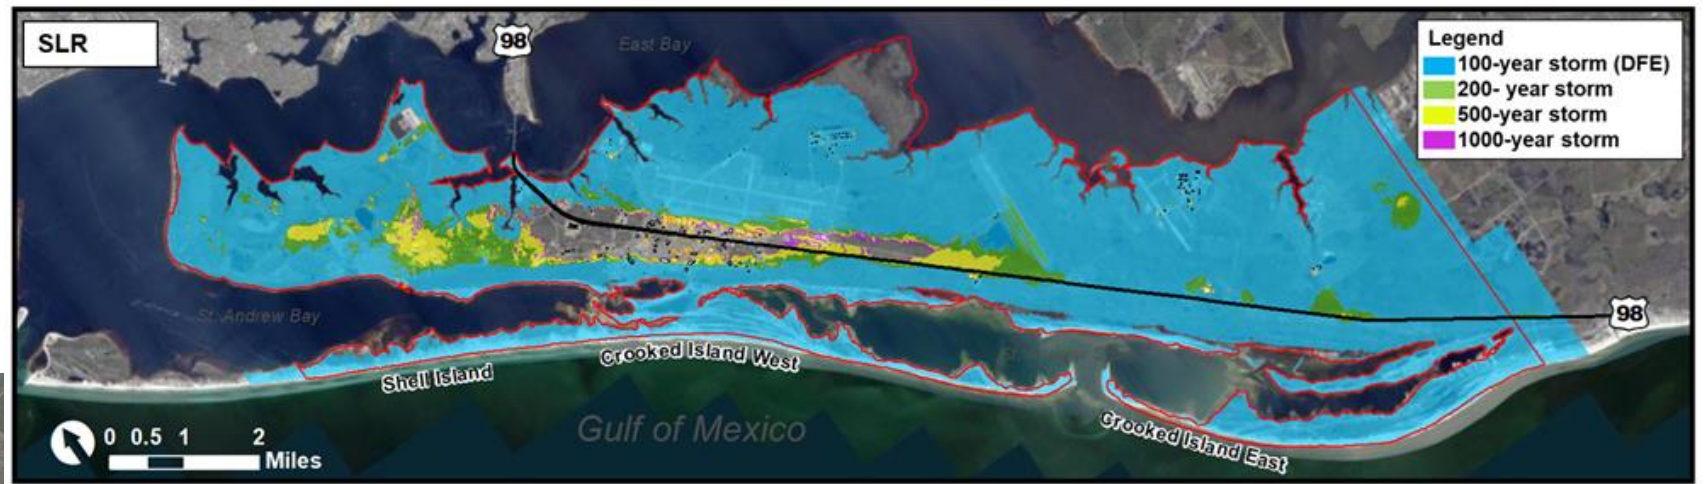 SLR
98
East Bay
Legend
100-year storm (DFE)
200- year storm
500-year storm
1000-year storm
St. Andrew Bay
98
Shell Island
Crooked Island West
Crooked Island East
Gulf of Mexico
0 0.5 1 2
Miles